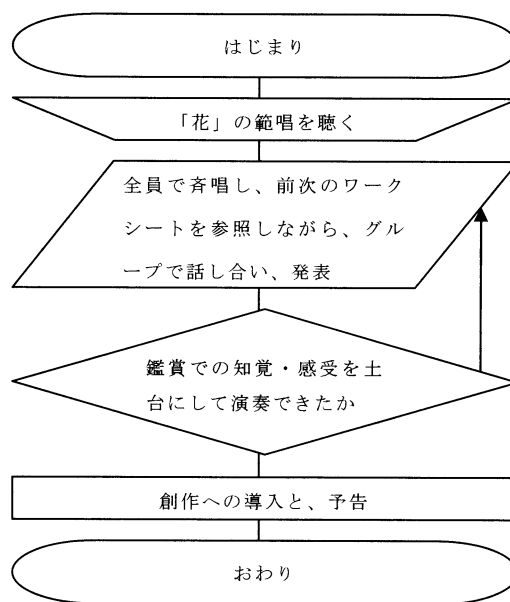 はじまり
「花」の範唱を聴く
全員で斉唱し、前次のワーク
シートを参照しながら、グル
ープで話し合い、発表
鑑賞での知覚・感受を土
台にして演奏できたか
創作への導入と、予告
おわり